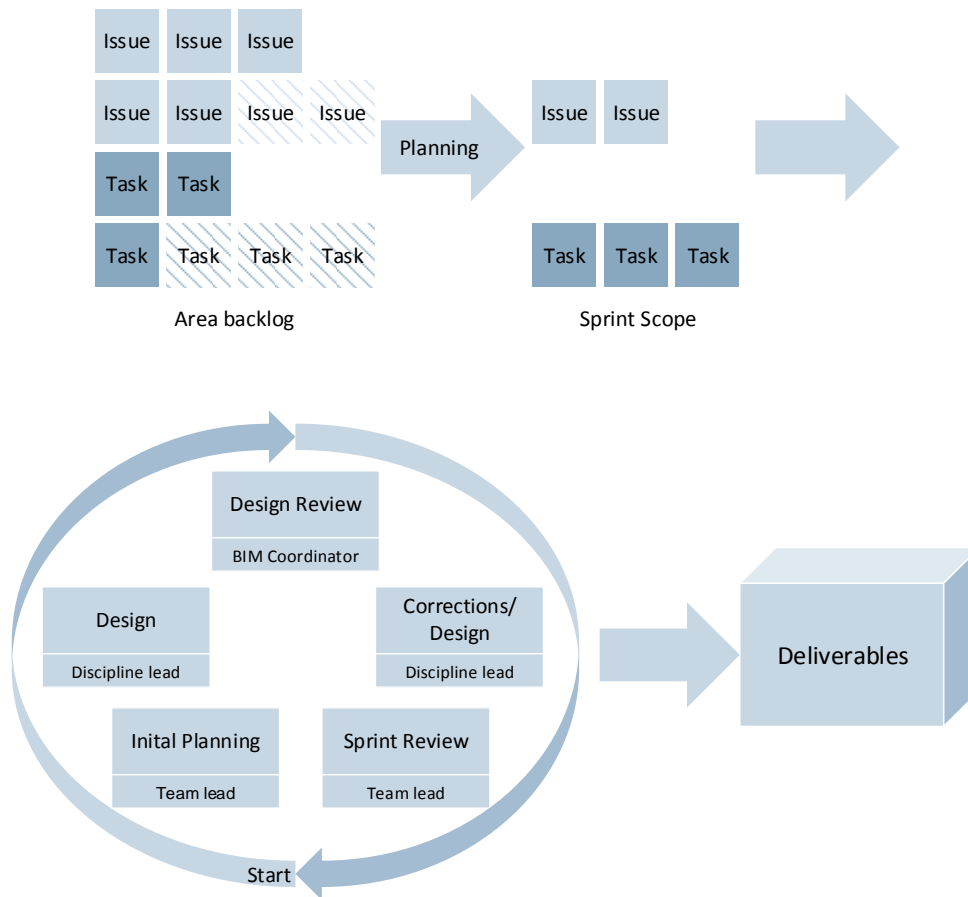 Issue Issue Issue
Issue Issue Issue Issue
Planning
Issue Issue
Task Task
Task Task Task Task
Task Task Task
Area backlog
Sprint Scope
Design Review
BIM Coordinator
Design
Discipline lead
Corrections/
Design
Discipline lead
Deliverables
Inital Planning
Team lead
Sprint Review
Team lead
Start